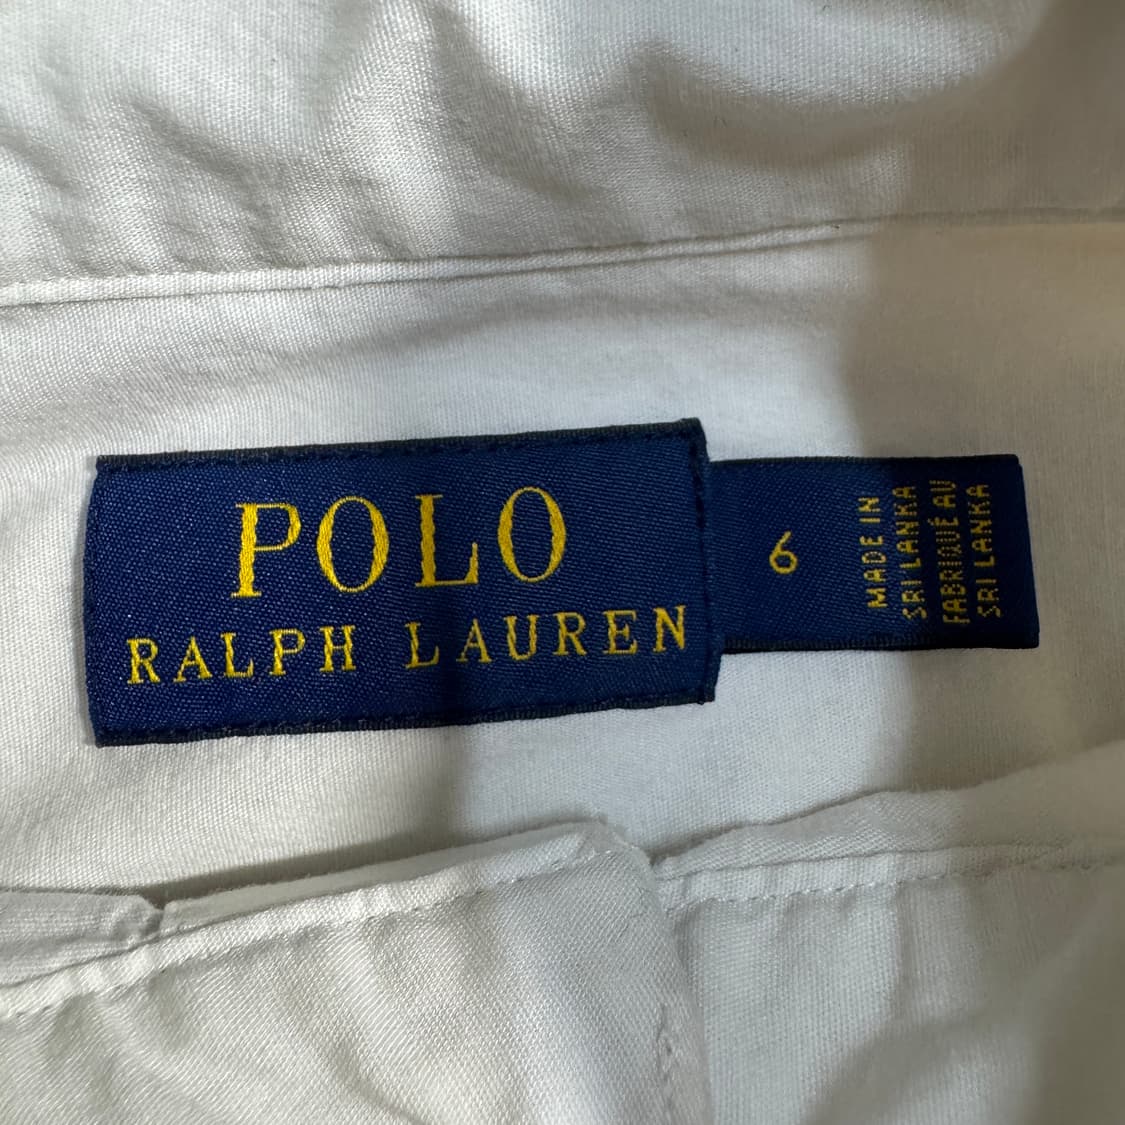 POLO
RALPH LAUREN
6
MADE IN
SRI LANKA
FABRIQUÉ AU
SRI LANKA